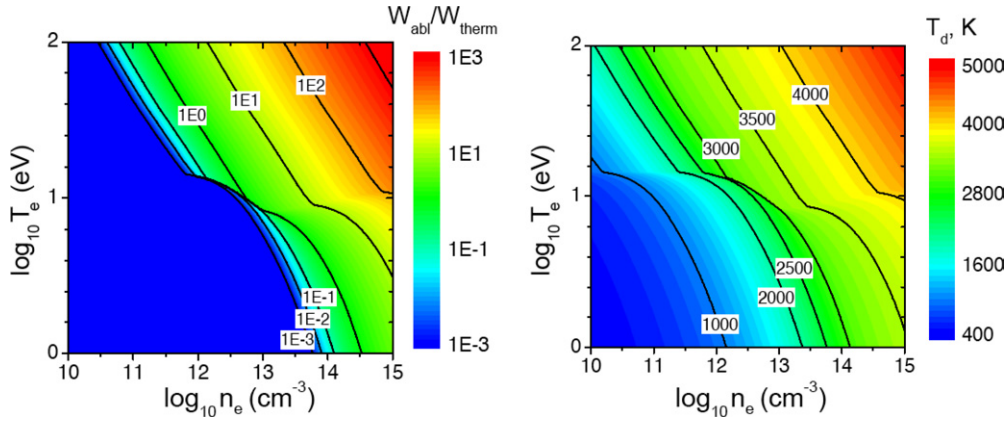 W_abl/W_therm
2
1
0
log₁₀ Tₑ (eV)
10 11 12 13 14 15
log₁₀ nₑ (cm⁻³)
1E0
1E1
1E2
1E-1
1E-2
1E-3
1E3
1E1
1E-1
1E-3
T_d, K
2
1
0
log₁₀ Tₑ (eV)
10 11 12 13 14 15
log₁₀ nₑ (cm⁻³)
4000
3500
3000
2500
2000
1000
5000
4000
2800
1600
400